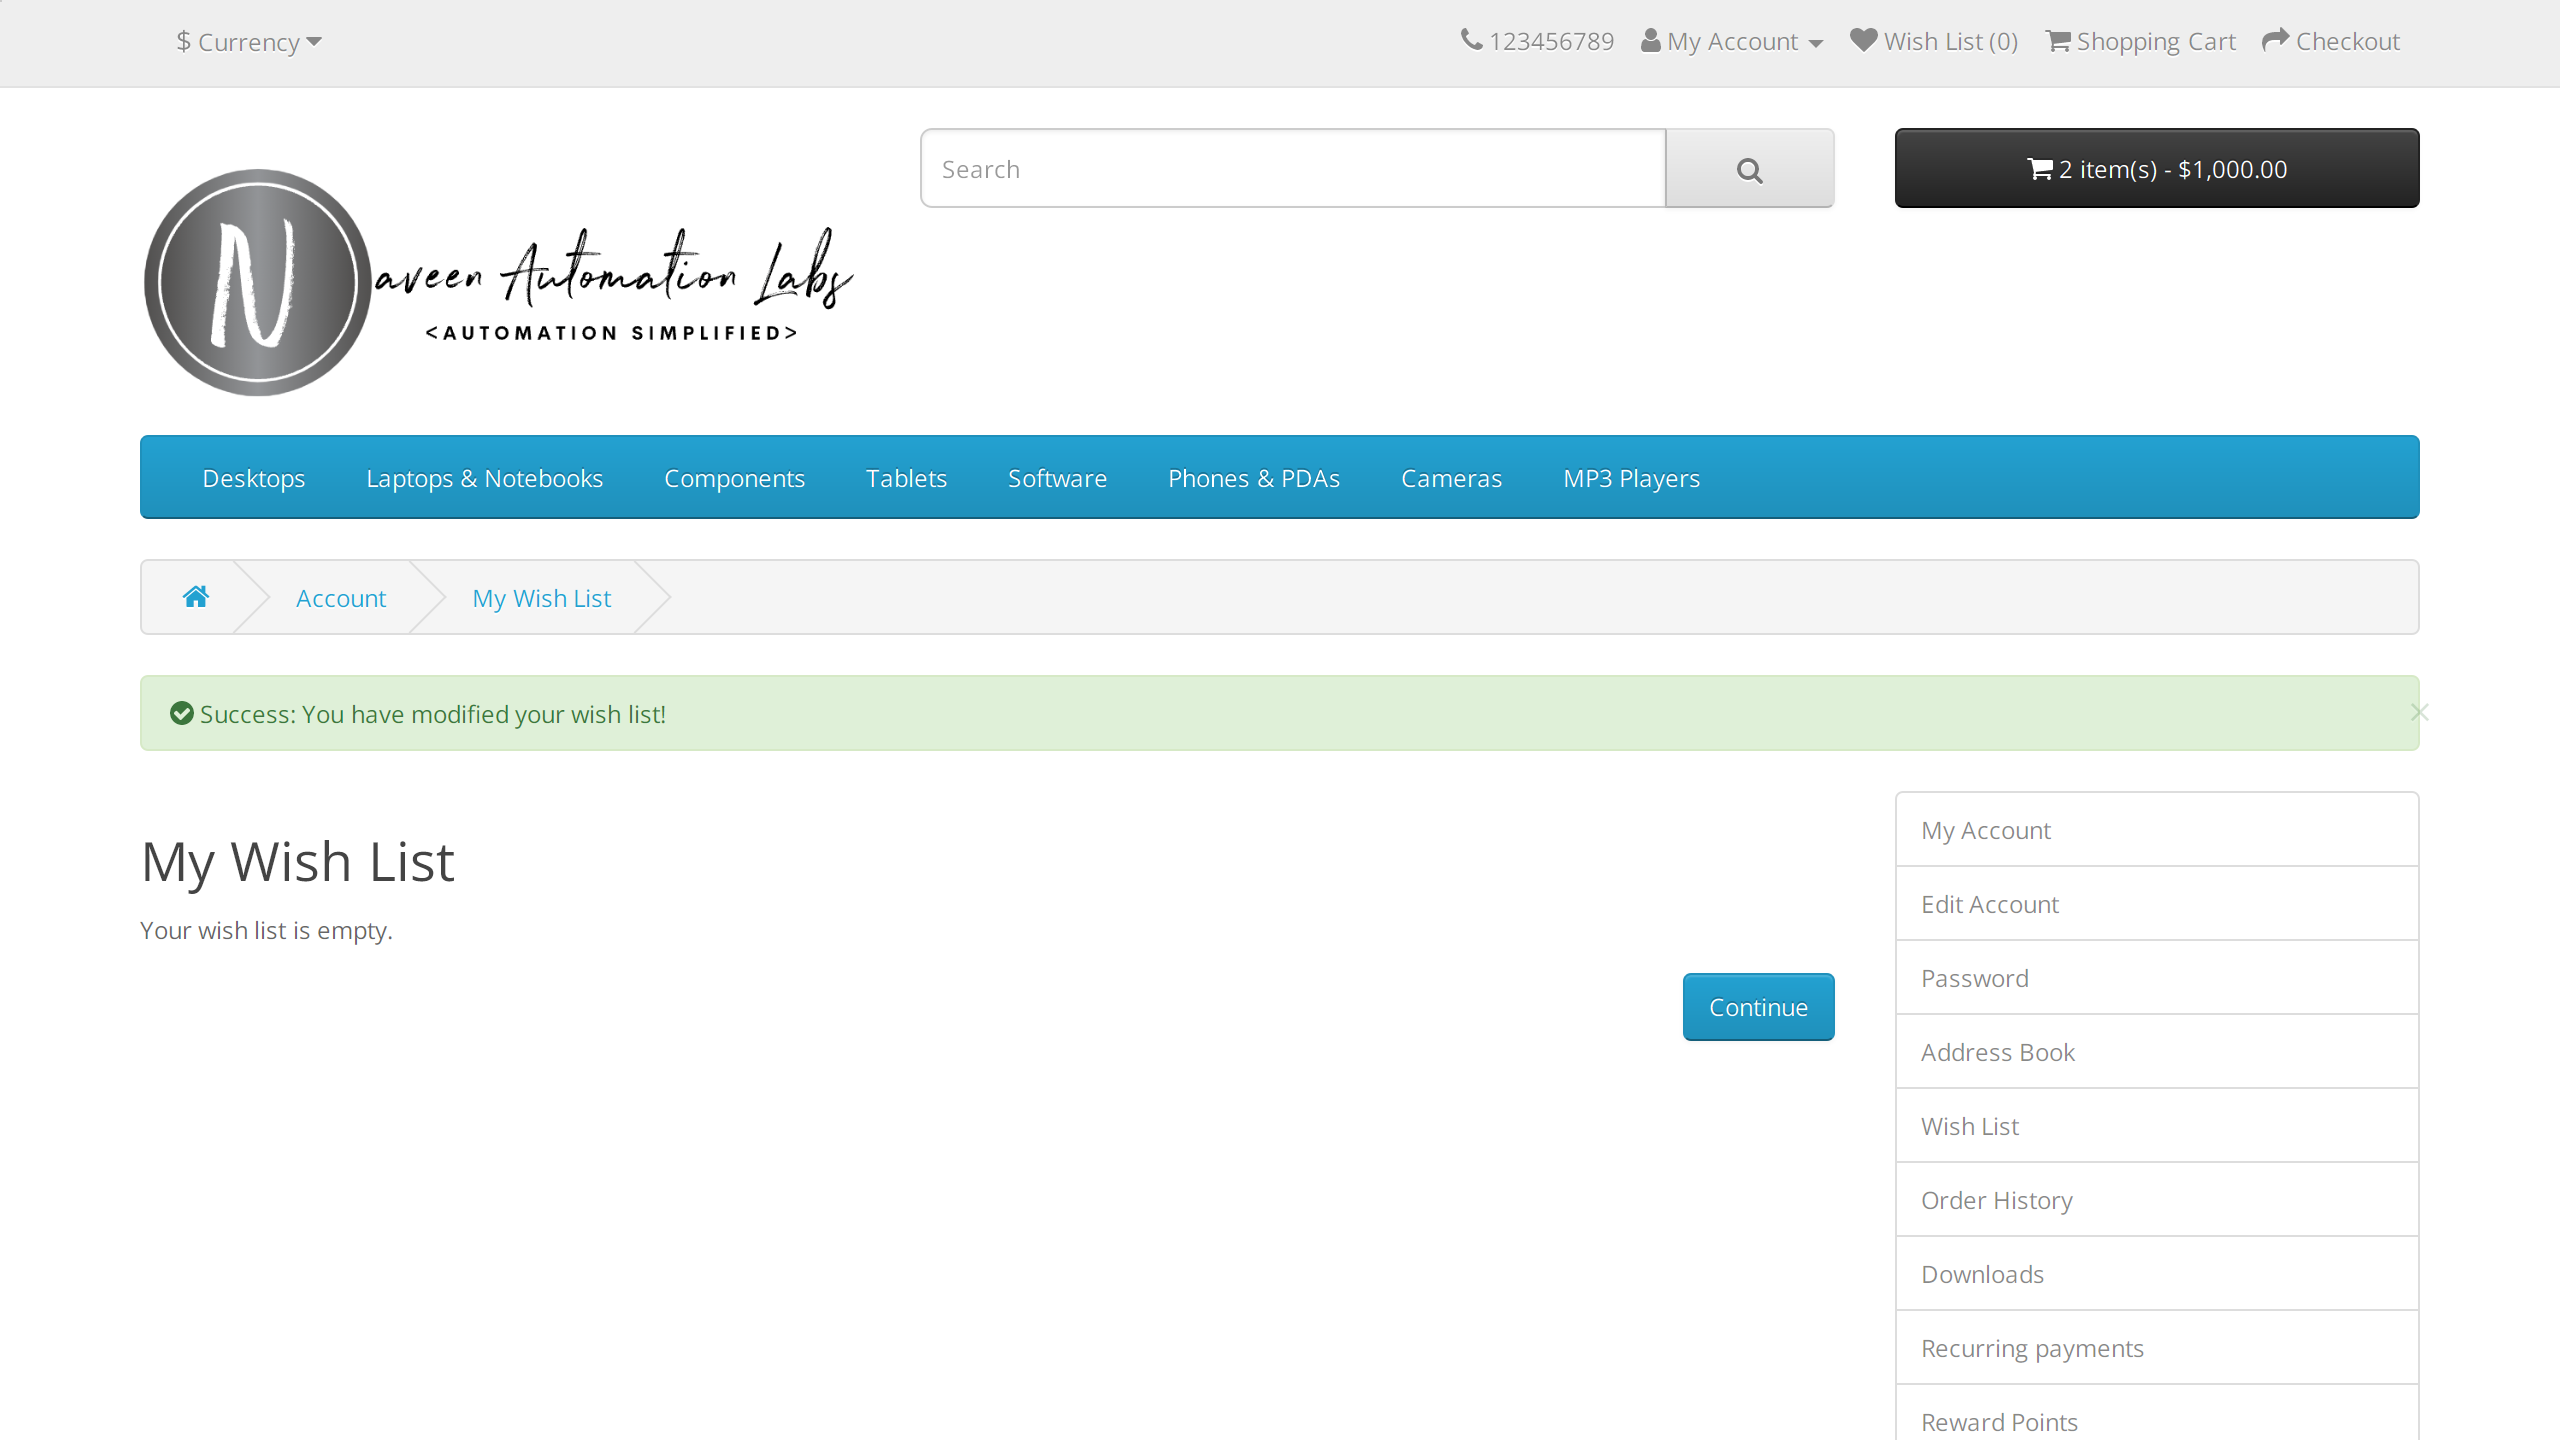 $ Currency
123456789 My Account Wish List (0) Shopping Cart Checkout
Search
2 item(s) - $1,000.00
N
aveen Automation Labs
<AUTOMATION SIMPLIFIED>
Desktops Laptops & Notebooks Components Tablets Software Phones & PDAs Cameras MP3 Players
Account My Wish List
Success: You have modified your wish list!
×
My Wish List
Your wish list is empty.
Continue
My Account
Edit Account
Password
Address Book
Wish List
Order History
Downloads
Recurring payments
Reward Points